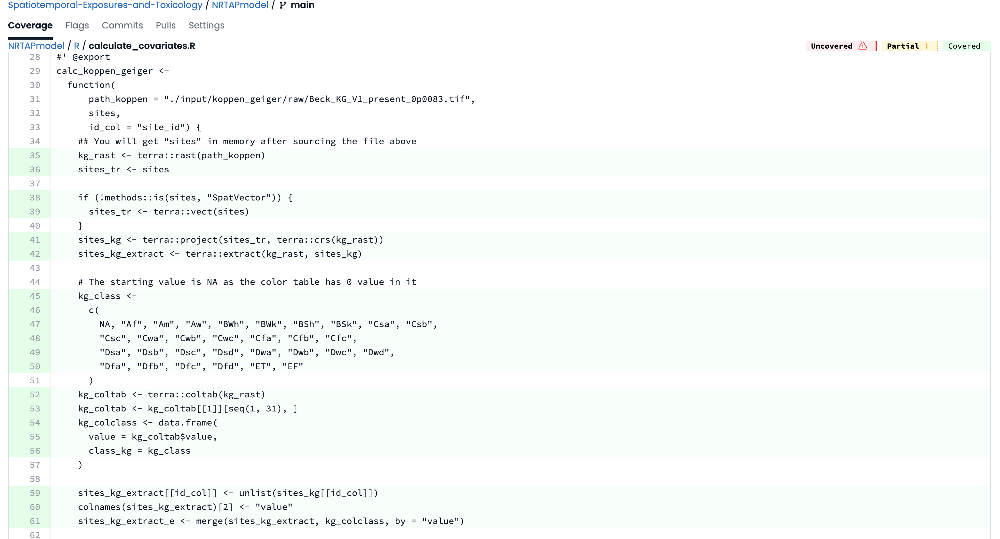 Spatiotemporal-Exposures-and-Toxicology / NRTAPmodel / main
Coverage Flags Commits Pulls Settings
NRTAPmodel / R / calculate_covariates.R Uncovered Partial ! Covered
28 #' @export
29 calc_koppen_geiger <-
30   function(
31       path_koppen = "./input/koppen_geiger/raw/Beck_KG_V1_present_0p0083.tif",
32       sites,
33       id_col = "site_id") {
34     ## You will get "sites" in memory after sourcing the file above
35     kg_rast <- terra::rast(path_koppen)
36     sites_tr <- sites
37
38     if (!methods::is(sites, "SpatVector")) {
39       sites_tr <- terra::vect(sites)
40     }
41     sites_kg <- terra::project(sites_tr, terra::crs(kg_rast))
42     sites_kg_extract <- terra::extract(kg_rast, sites_kg)
43
44     # The starting value is NA as the color table has 0 value in it
45     kg_class <-
46       c(
47         NA, "Af", "Am", "Aw", "BWh", "BWk", "BSh", "BSk", "Csa", "Csb",
48         "Csc", "Cwa", "Cwb", "Cwc", "Cfa", "Cfb", "Cfc",
49         "Dsa", "Dsb", "Dsc", "Dsd", "Dwa", "Dwb", "Dwc", "Dwd",
50         "Dfa", "Dfb", "Dfc", "Dfd", "ET", "EF"
51       )
52     kg_coltab <- terra::coltab(kg_rast)
53     kg_coltab <- kg_coltab[[1]][seq(1, 31), ]
54     kg_colclass <- data.frame(
55       value = kg_coltab$value,
56       class_kg = kg_class
57     )
58
59     sites_kg_extract[[id_col]] <- unlist(sites_kg[[id_col]])
60     colnames(sites_kg_extract)[2] <- "value"
61     sites_kg_extract_e <- merge(sites_kg_extract, kg_colclass, by = "value")
62